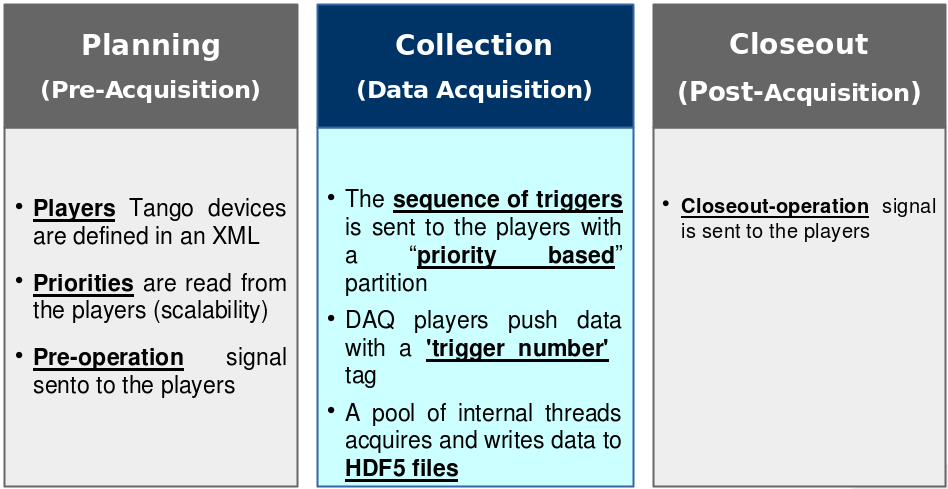 Planning
(Pre-Acquisition)
• Players Tango devices
are defined in an XML
• Priorities are read from
the players (scalability)
• Pre-operation signal
sento to the players
Collection
(Data Acquisition)
• The sequence of triggers
is sent to the players with
a “priority based”
partition
• DAQ players push data
with a 'trigger number'
tag
• A pool of internal threads
acquires and writes data to
HDF5 files
Closeout
(Post-Acquisition)
• Closeout-operation signal
is sent to the players